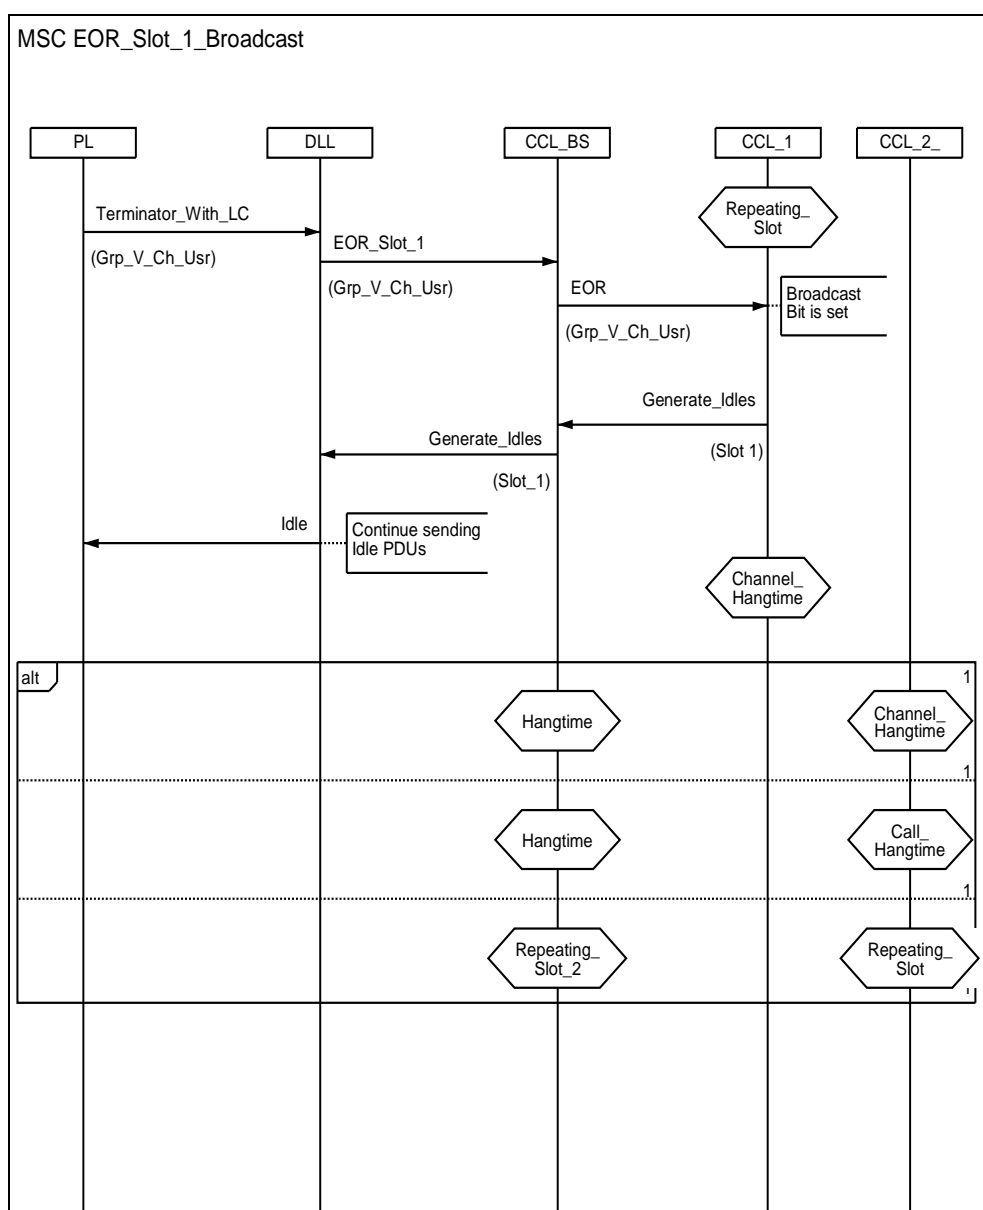 MSC EOR_Slot_1_Broadcast
PL
DLL
CCL_BS
CCL_1
CCL_2_
Repeating_
Slot
Terminator_With_LC
(Grp_V_Ch_Usr)
EOR_Slot_1
(Grp_V_Ch_Usr)
EOR
(Grp_V_Ch_Usr)
Broadcast
Bit is set
Generate_Idles
(Slot 1)
Generate_Idles
(Slot_1)
Idle
Continue sending
Idle PDUs
Channel_
Hangtime
alt
1
Hangtime
Channel_
Hangtime
1
Hangtime
Call_
Hangtime
1
Repeating_
Slot_2
Repeating_
Slot
1